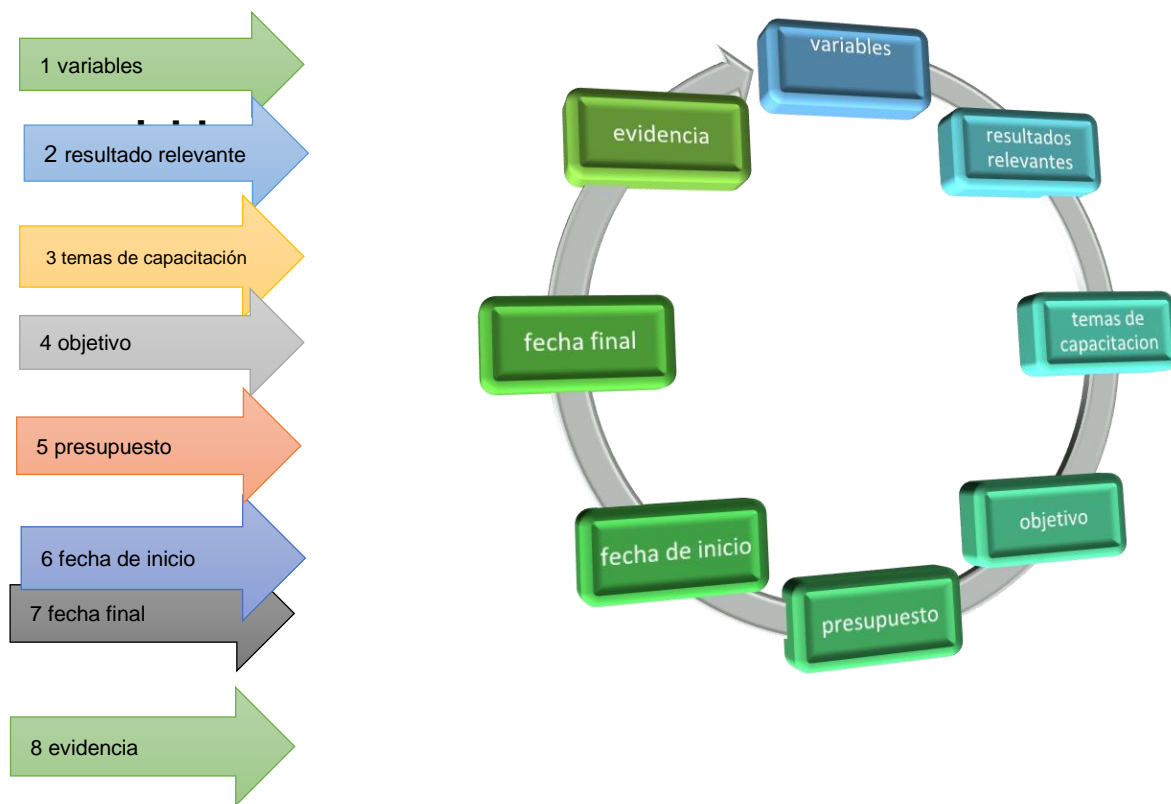 1 variables
2 resultado relevante
3 temas de capacitación
4 objetivo
5 presupuesto
6 fecha de inicio
7 fecha final
8 evidencia
variables
resultados
relevantes
temas de
capacitacion
objetivo
presupuesto
fecha de inicio
fecha final
evidencia